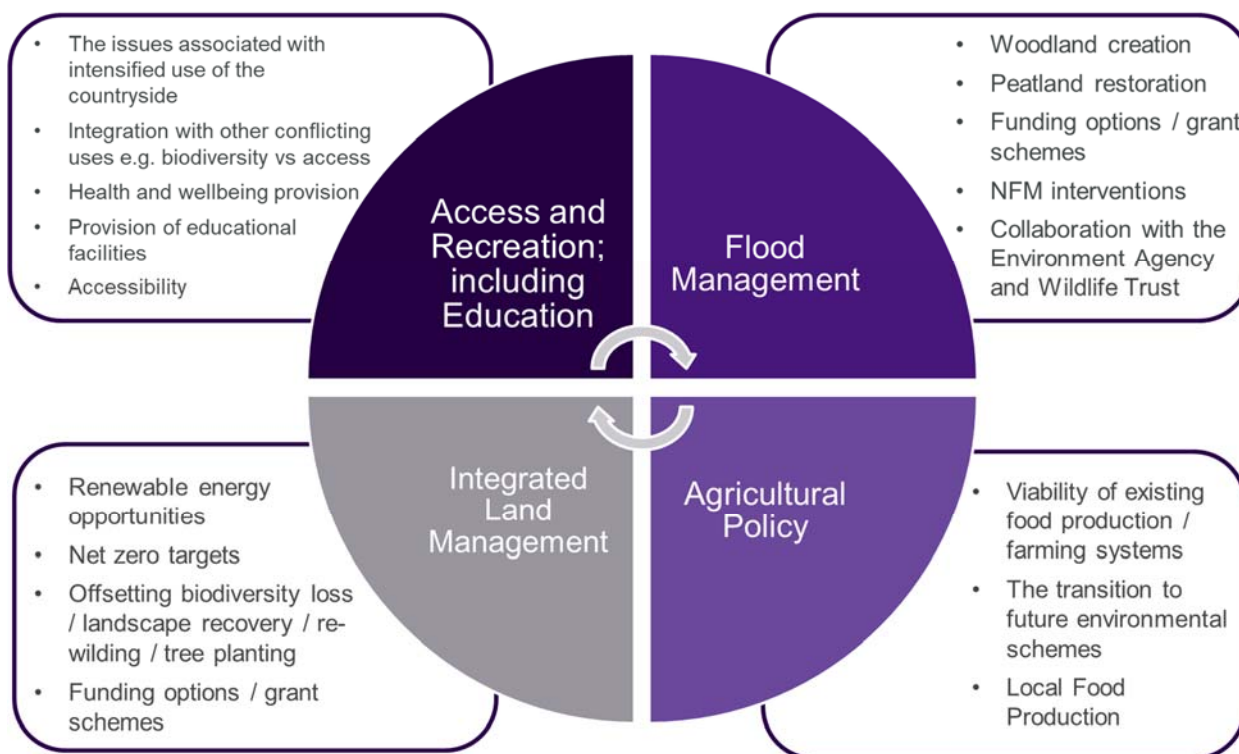 • The issues associated with
intensified use of the
countryside
• Integration with other conflicting
uses e.g. biodiversity vs access
• Health and wellbeing provision
• Provision of educational
facilities
• Accessibility
Access and
Recreation;
including
Education
Flood
Management
• Woodland creation
• Peatland restoration
• Funding options / grant
schemes
• NFM interventions
• Collaboration with the
Environment Agency
and Wildlife Trust
• Renewable energy
opportunities
• Net zero targets
• Offsetting biodiversity loss
/ landscape recovery / re-
wilding / tree planting
• Funding options / grant
schemes
Integrated
Land
Management
Agricultural
Policy
• Viability of existing
food production /
farming systems
• The transition to
future environmental
schemes
• Local Food
Production